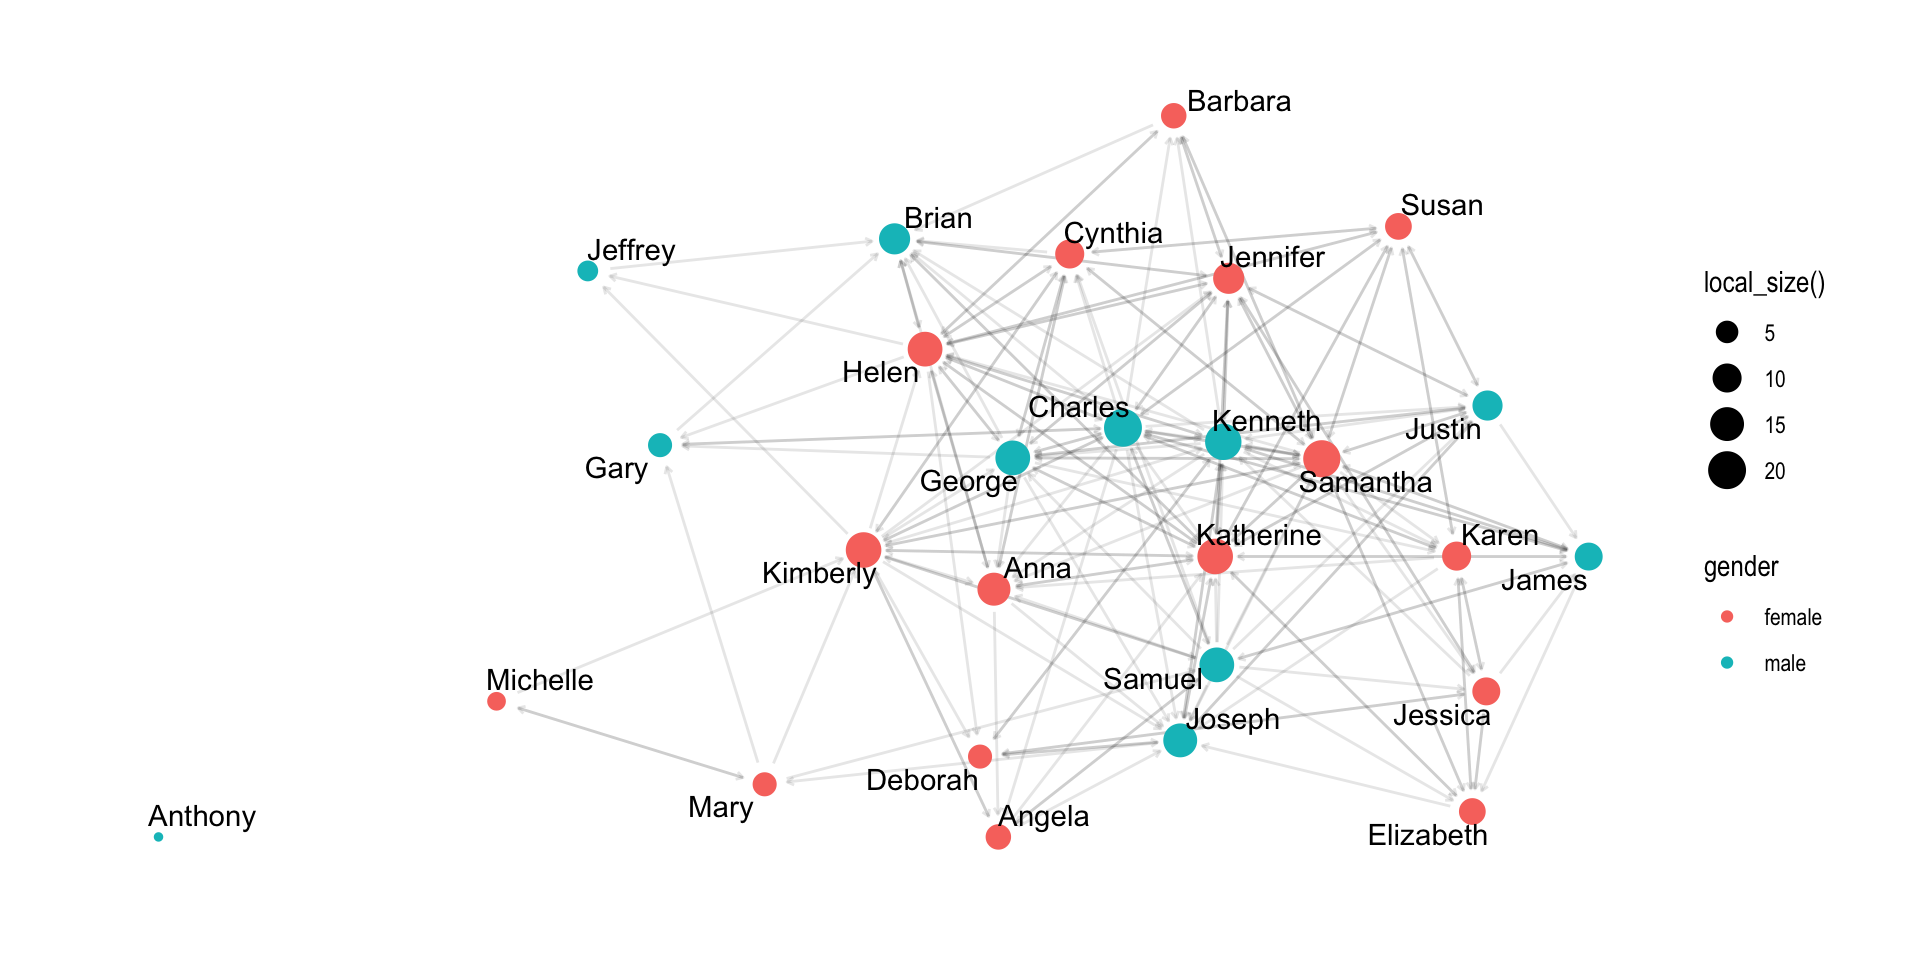 Barbara
Susan
Brian
Cynthia
Jeffrey
Jennifer
Helen
Charles
Kenneth
Justin
Gary
George
Samantha
Katherine
Karen
Kimberly
Anna
James
Michelle
Samuel
Joseph
Jessica
Deborah
Mary
Anthony
Angela
Elizabeth
local_size()
5
10
15
20
gender
female
male